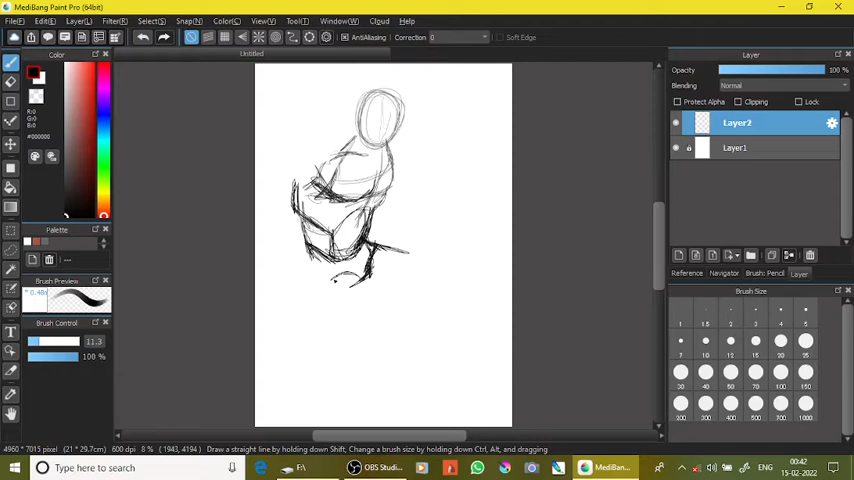 MediBang Paint Pro (64bit)
File(F) Edit(E) Layer(L) Filter(R) Select(S) Snap(N) Color(C) View(V) Tool(T) Window(W) Cloud Help
AntiAliasing Correction 0 Soft Edge
Untitled
Color
R:0
G:0
B:0
#000000
Palette
---
Brush Preview
* 0.48m
Brush Control
11.3
100 %
Layer
Opacity 100 %
Blending Normal
Protect Alpha Clipping Lock
Layer2
Layer1
Reference Navigator Brush: Pencil Layer
Brush Size
1 1.5 2 3 4 5
7 10 12 15 20 25
30 40 50 70 100 150
200 300 400 500 700 1000
4960 * 7015 pixel (21 * 29.7cm) 600 dpi 8 % (1943, 4194) Draw a straight line by holding down Shift, Change a brush size by holding down Ctrl, Alt, and dragging
Type here to search
F:\
OBS Studi...
MediBan...
ENG
00:42
15-02-2022